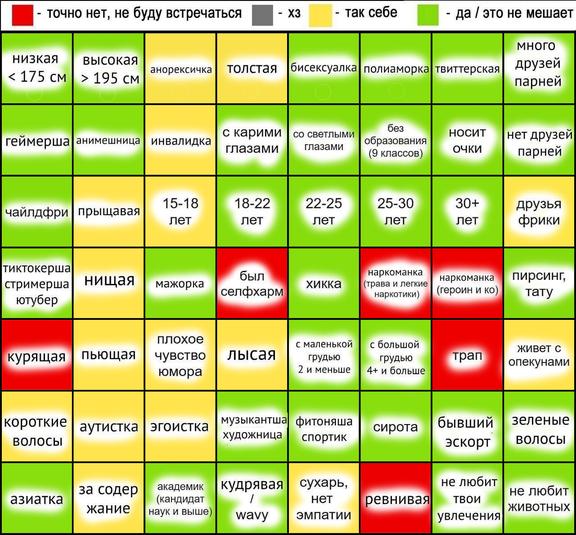 - точно нет, не буду встречаться - хз - так себе - да / это не мешает
низкая
< 175 см
высокая
> 195 см
анорексичка
толстая
бисексуалка
полиаморка
твиттерская
много
друзей
парней
геймерша
анимешница
инвалидка
с карими
глазами
со светлыми
глазами
без
образования
(9 классов)
носит
очки
нет друзей
парней
чайлдфри
прыщавая
15-18
лет
18-22
лет
22-25
лет
25-30
лет
30+
лет
друзья
фрики
тиктокерша
стримерша
ютубер
нищая
мажорка
был
селфхарм
хикка
наркоманка
(трава и легкие
наркотики)
наркоманка
(героин и ко)
пирсинг,
тату
курящая
пьющая
плохое
чувство
юмора
лысая
с маленькой
грудью
2 и меньше
с большой
грудью
4+ и больше
трап
живет с
опекунами
короткие
волосы
аутистка
эгоистка
музыкантша
художница
фитоняша
спортик
сирота
бывший
эскорт
зеленые
волосы
азиатка
за содер
жание
академик
(кандидат
наук и выше)
кудрявая
/
wavy
сухарь,
нет
эмпатии
ревнивая
не любит
твои
увлечения
не любит
животных